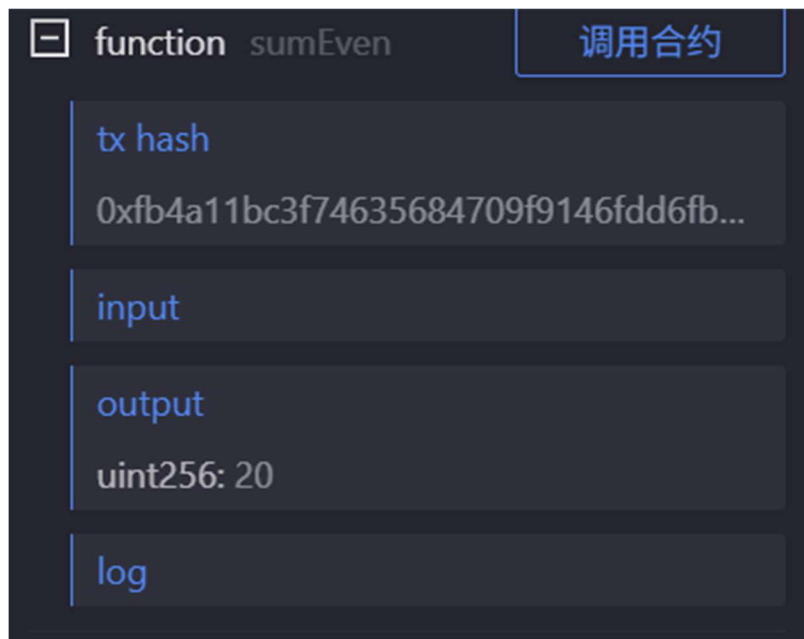 function sumEven 调用合约
tx hash
0xfb4a11bc3f74635684709f9146fdd6fb...
input
output
uint256: 20
log